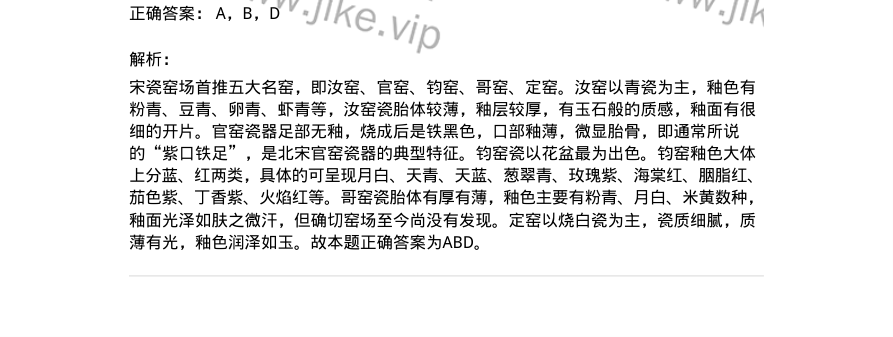 www.jlke.vip
www.jlke.vip
正确答案： A，B，D
解析：
宋瓷窑场首推五大名窑，即汝窑、官窑、钧窑、哥窑、定窑。汝窑以青瓷为主，釉色有
粉青、豆青、卵青、虾青等，汝窑瓷胎体较薄，釉层较厚，有玉石般的质感，釉面有很
细的开片。官窑瓷器足部无釉，烧成后是铁黑色，口部釉薄，微显胎骨，即通常所说
的“紫口铁足”，是北宋官窑瓷器的典型特征。钧窑瓷以花盆最为出色。钧窑釉色大体
上分蓝、红两类，具体的可呈现月白、天青、天蓝、葱翠青、玫瑰紫、海棠红、胭脂红、
茄色紫、丁香紫、火焰红等。哥窑瓷胎体有厚有薄，釉色主要有粉青、月白、米黄数种，
釉面光泽如肤之微汗，但确切窑场至今尚没有发现。定窑以烧白瓷为主，瓷质细腻，质
薄有光，釉色润泽如玉。故本题正确答案为ABD。